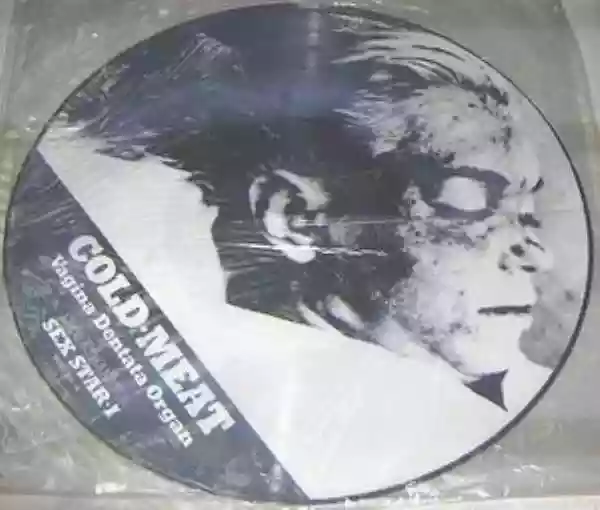 COLD·MEAT
Vagina Dentata Organ
SEX STAR·I